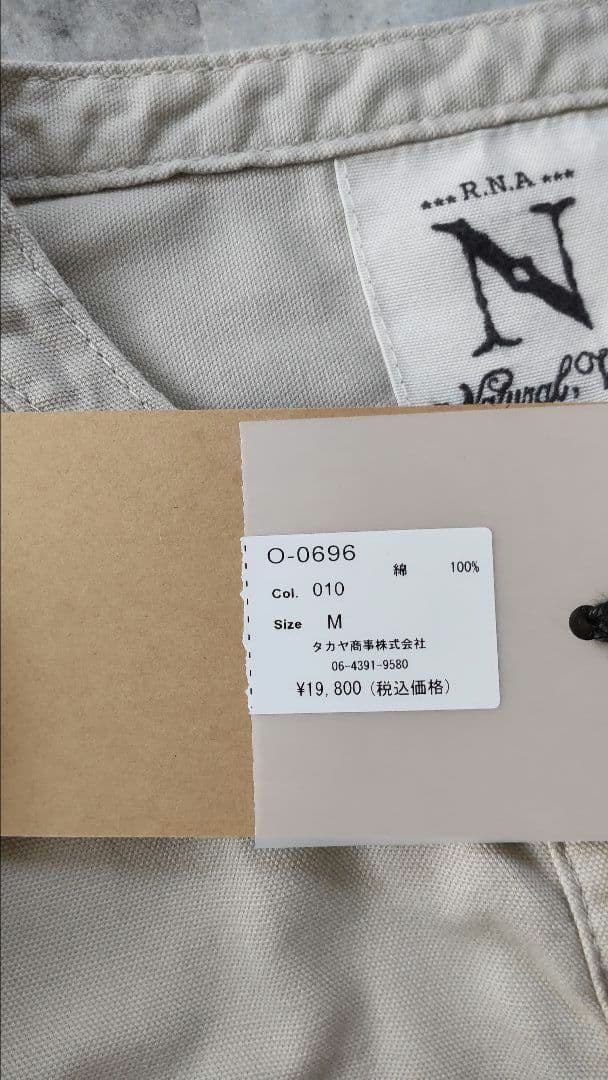 *** R.N.A ***
N
Natural,
O-0696
綿 100%
Col. 010
Size M
タカヤ商事株式会社
06-4391-9580
¥19,800 (税込価格)